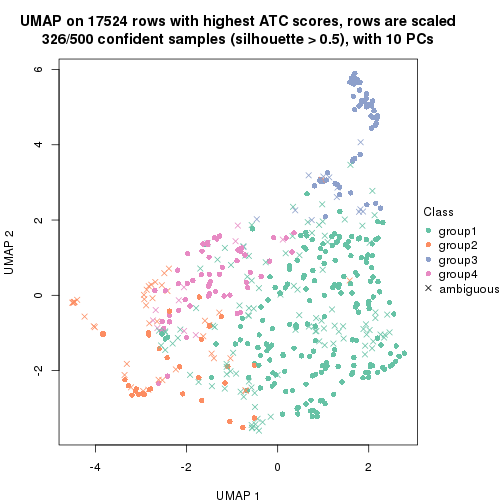 UMAP on 17524 rows with highest ATC scores, rows are scaled
326/500 confident samples (silhouette > 0.5), with 10 PCs
6
4
2
0
-2
UMAP 2
-4
-2
0
2
UMAP 1
Class
group1
group2
group3
group4
ambiguous